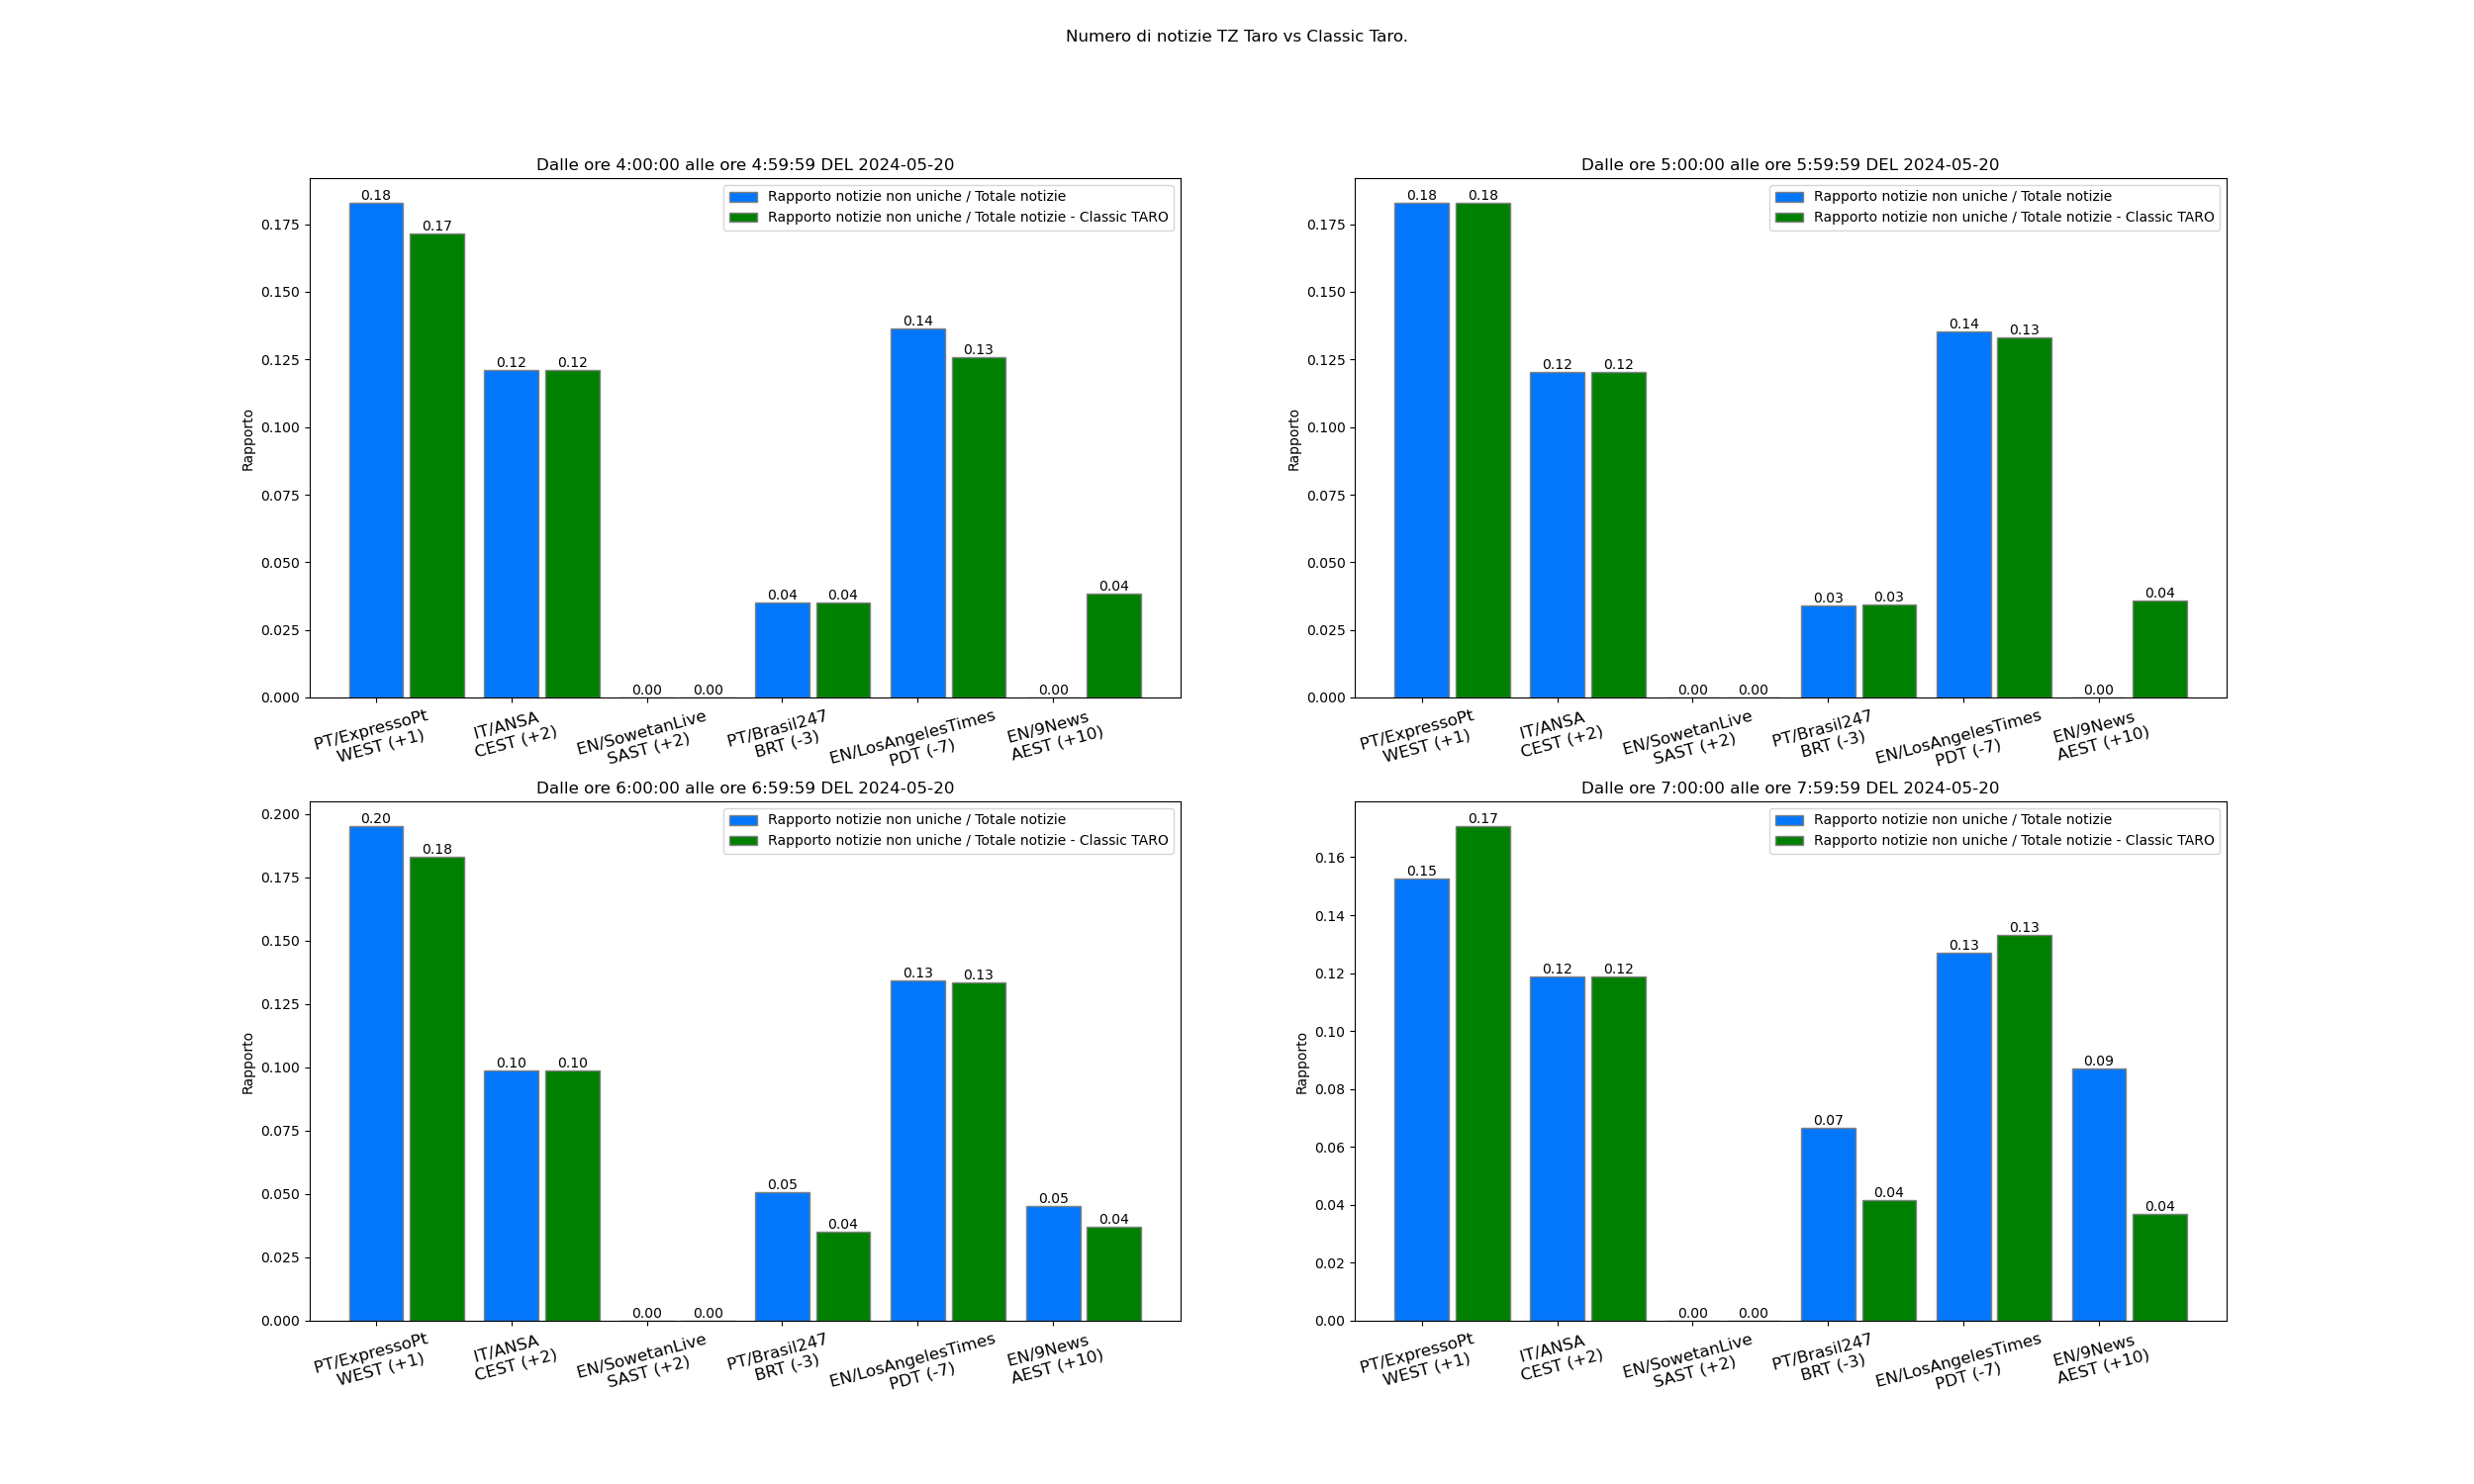 Numero di notizie TZ Taro vs Classic Taro.
Dalle ore 4:00:00 alle ore 4:59:59 DEL 2024-05-20
Rapporto notizie non uniche / Totale notizie
Rapporto notizie non uniche / Totale notizie - Classic TARO
Rapporto
0.175
0.150
0.125
0.100
0.075
0.050
0.025
0.000
0.18
0.17
0.12
0.12
0.00
0.00
0.04
0.04
0.14
0.13
0.00
0.04
PT/ExpressoPt
WEST (+1)
IT/ANSA
CEST (+2)
EN/SowetanLive
SAST (+2)
PT/Brasil247
BRT (-3)
EN/LosAngelesTimes
PDT (-7)
EN/9News
AEST (+10)
Dalle ore 5:00:00 alle ore 5:59:59 DEL 2024-05-20
Rapporto notizie non uniche / Totale notizie
Rapporto notizie non uniche / Totale notizie - Classic TARO
Rapporto
0.175
0.150
0.125
0.100
0.075
0.050
0.025
0.000
0.18
0.18
0.12
0.12
0.00
0.00
0.03
0.03
0.14
0.13
0.00
0.04
PT/ExpressoPt
WEST (+1)
IT/ANSA
CEST (+2)
EN/SowetanLive
SAST (+2)
PT/Brasil247
BRT (-3)
EN/LosAngelesTimes
PDT (-7)
EN/9News
AEST (+10)
Dalle ore 6:00:00 alle ore 6:59:59 DEL 2024-05-20
Rapporto notizie non uniche / Totale notizie
Rapporto notizie non uniche / Totale notizie - Classic TARO
Rapporto
0.200
0.175
0.150
0.125
0.100
0.075
0.050
0.025
0.000
0.20
0.18
0.10
0.10
0.00
0.00
0.05
0.04
0.13
0.13
0.05
0.04
PT/ExpressoPt
WEST (+1)
IT/ANSA
CEST (+2)
EN/SowetanLive
SAST (+2)
PT/Brasil247
BRT (-3)
EN/LosAngelesTimes
PDT (-7)
EN/9News
AEST (+10)
Dalle ore 7:00:00 alle ore 7:59:59 DEL 2024-05-20
Rapporto notizie non uniche / Totale notizie
Rapporto notizie non uniche / Totale notizie - Classic TARO
Rapporto
0.16
0.14
0.12
0.10
0.08
0.06
0.04
0.02
0.00
0.15
0.17
0.12
0.12
0.00
0.00
0.07
0.04
0.13
0.13
0.09
0.04
PT/ExpressoPt
WEST (+1)
IT/ANSA
CEST (+2)
EN/SowetanLive
SAST (+2)
PT/Brasil247
BRT (-3)
EN/LosAngelesTimes
PDT (-7)
EN/9News
AEST (+10)